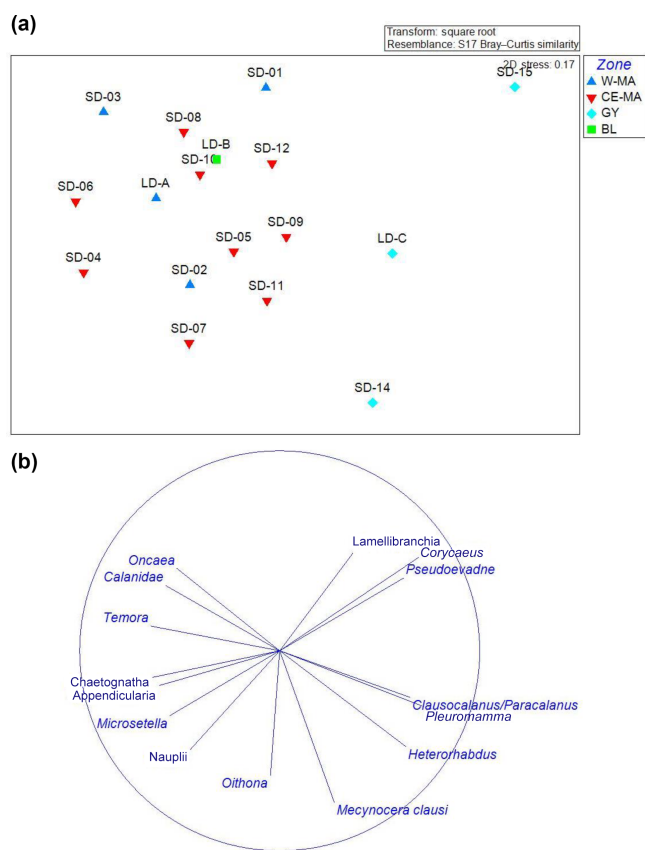 (a)
Transform: square root
Resemblance: S17 Bray–Curtis similarity
2D stress: 0.17
Zone
W-MA
CE-MA
GY
BL
SD-01
SD-15
SD-03
SD-08
LD-B
SD-10
SD-12
LD-A
SD-06
SD-09
SD-05
LD-C
SD-04
SD-02
SD-11
SD-07
SD-14
(b)
Lamellibranchia
Corycaeus
Pseudoevadne
Oncaea
Calanidae
Temora
Chaetognatha
Appendicularia
Microsetella
Nauplii
Oithona
Clausocalanus/Paracalanus
Pleuromamma
Heterorhabdus
Mecynocera clausi